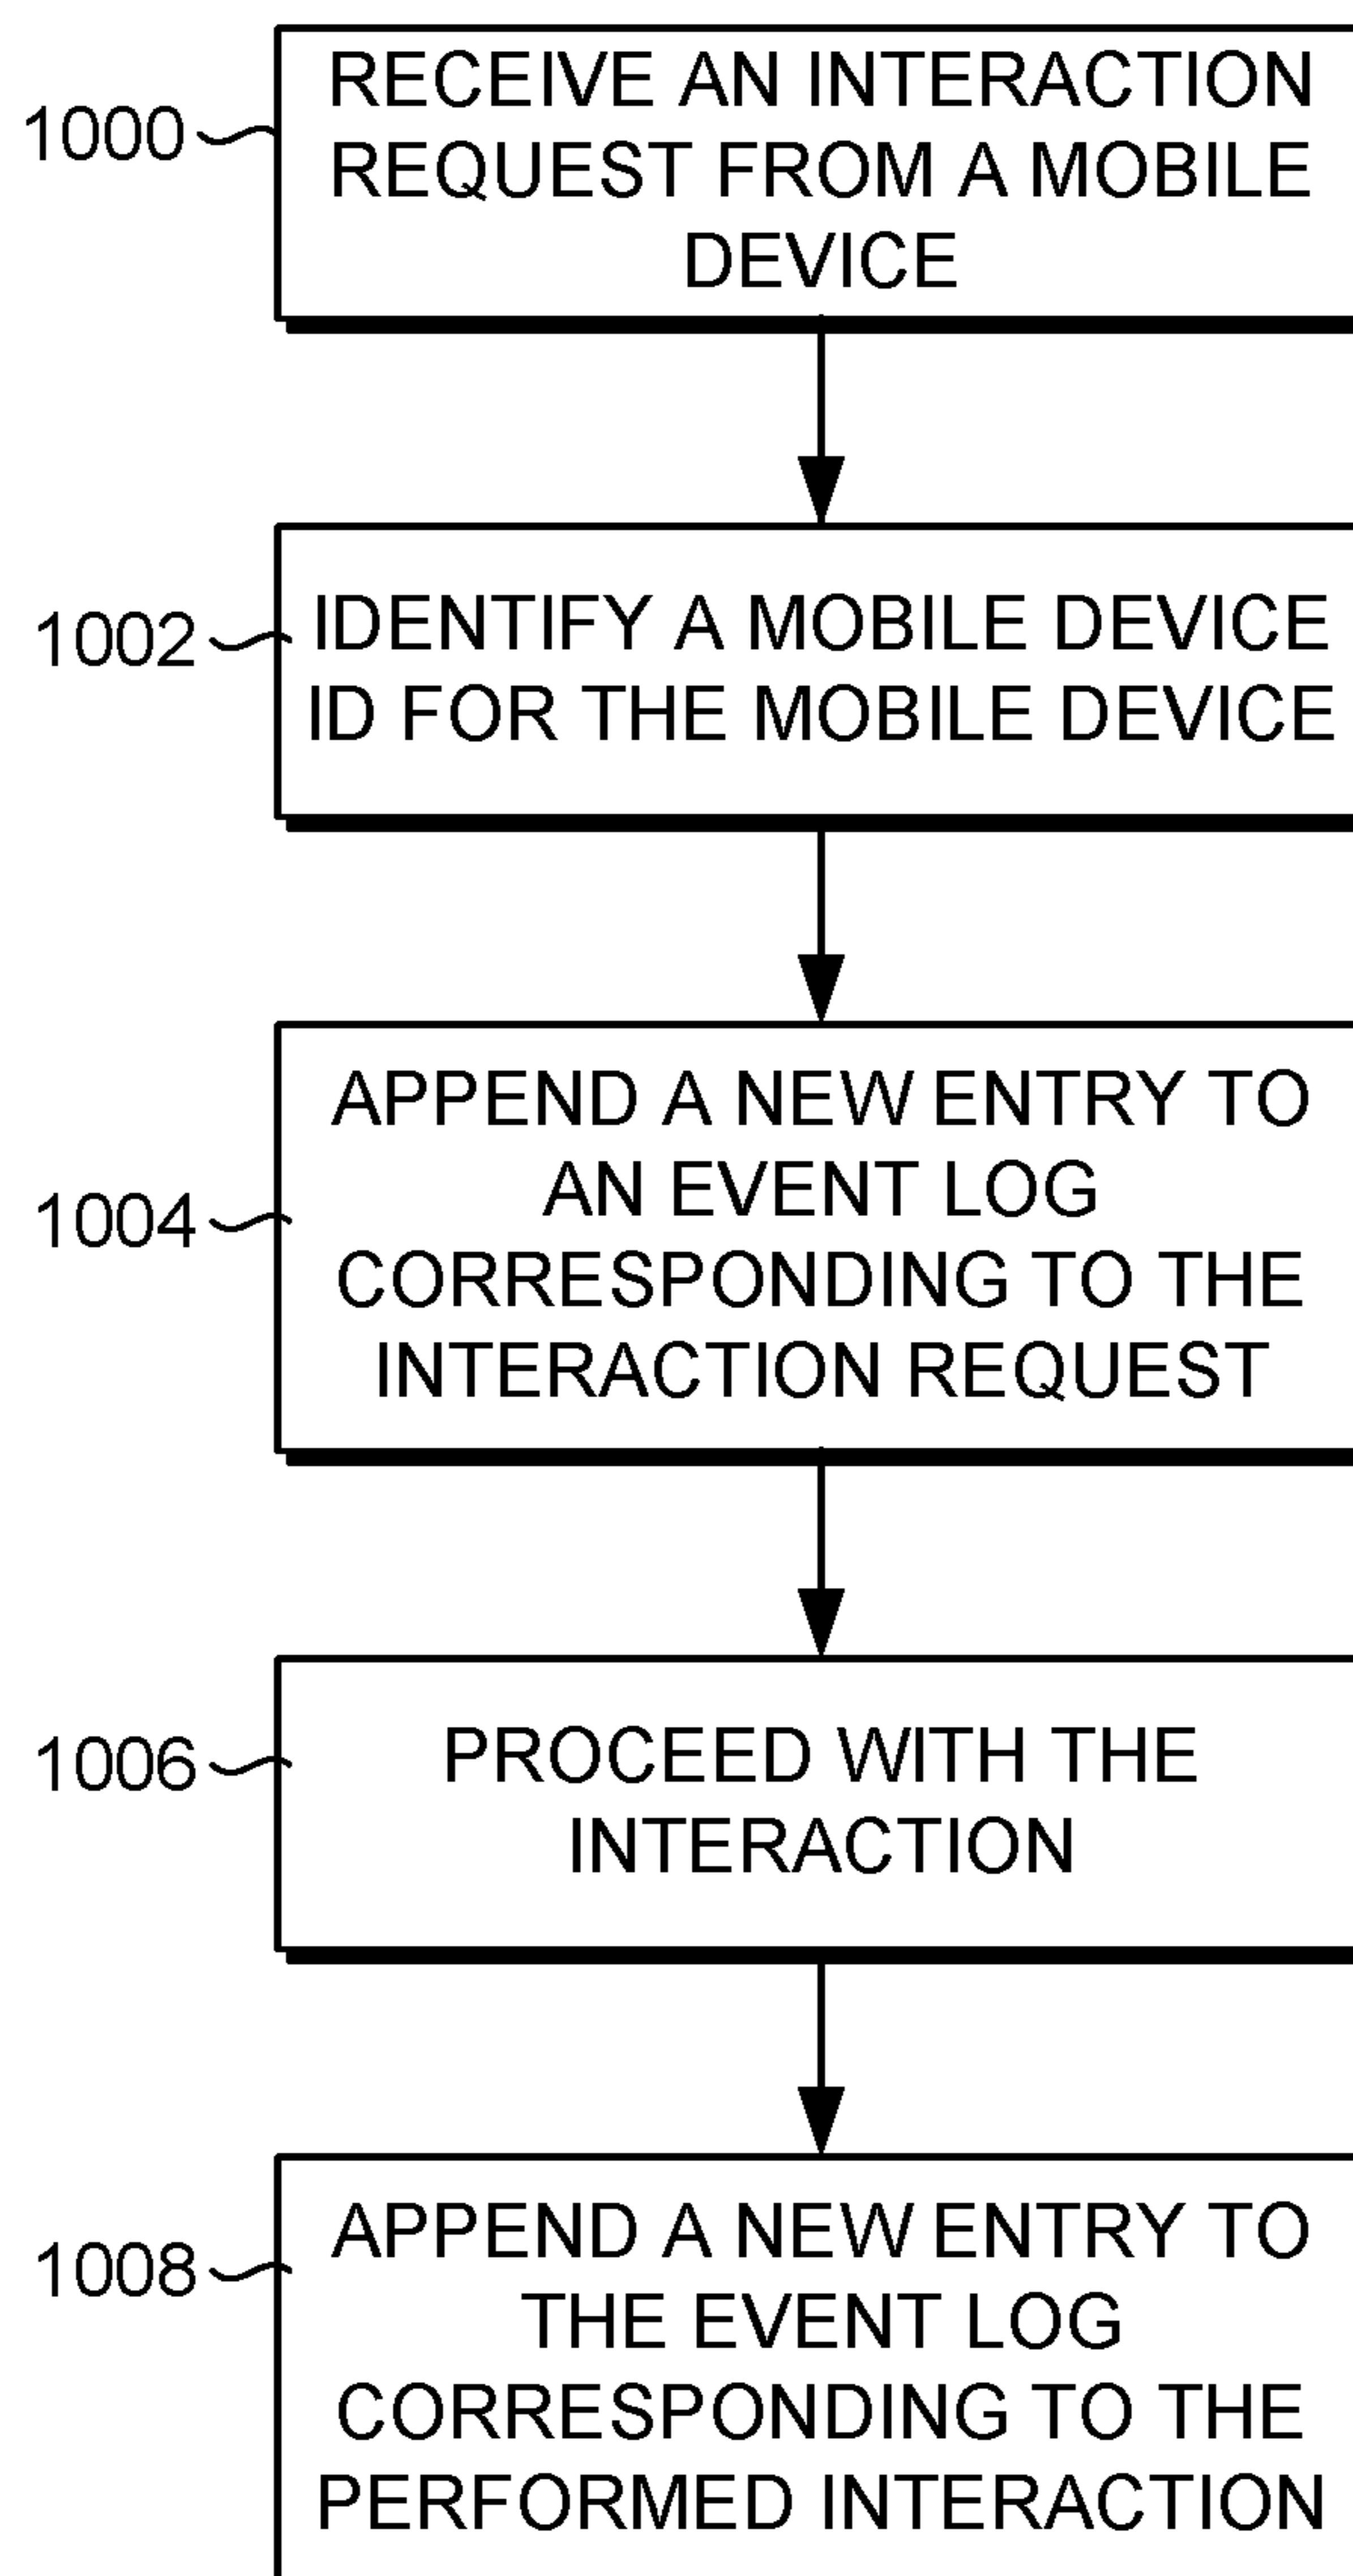 1000
RECEIVE AN INTERACTION
REQUEST FROM A MOBILE
DEVICE
1002
IDENTIFY A MOBILE DEVICE
ID FOR THE MOBILE DEVICE
1004
APPEND A NEW ENTRY TO
AN EVENT LOG
CORRESPONDING TO THE
INTERACTION REQUEST
1006
PROCEED WITH THE
INTERACTION
1008
APPEND A NEW ENTRY TO
THE EVENT LOG
CORRESPONDING TO THE
PERFORMED INTERACTION